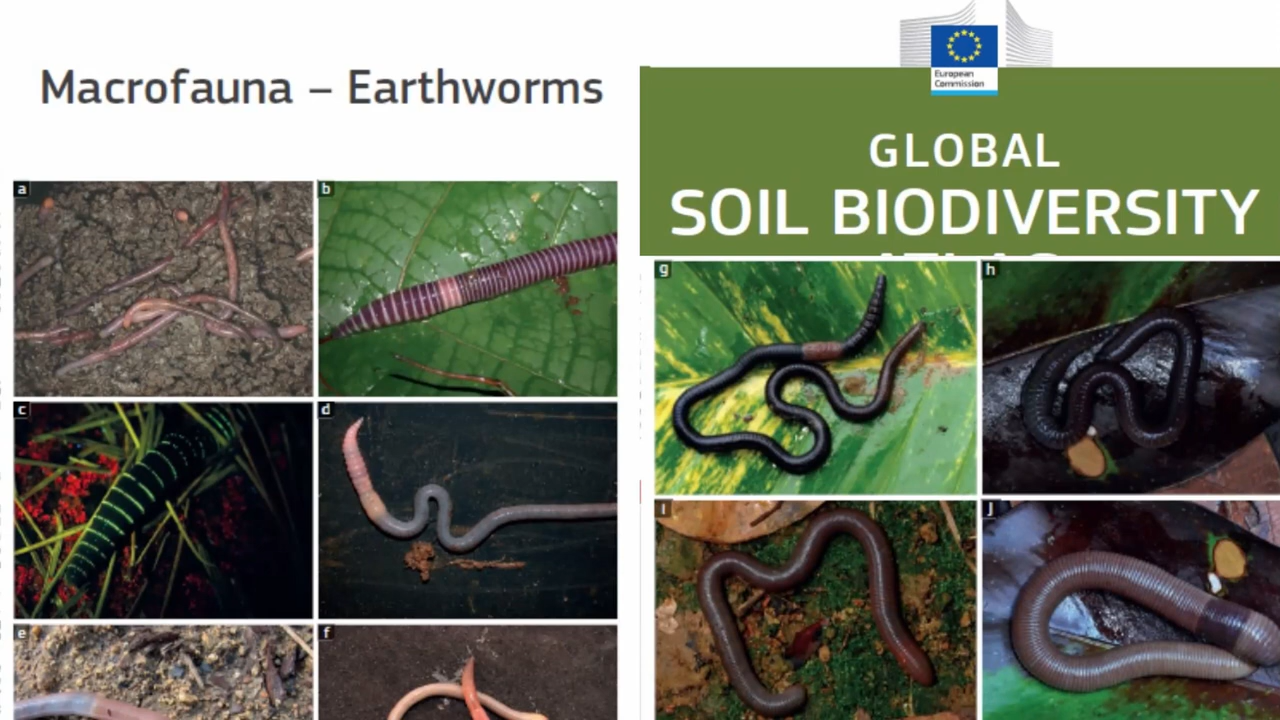 Macrofauna – Earthworms
a
b
c
d
e
f
European
Commission
GLOBAL
SOIL BIODIVERSITY
g
h
i
j